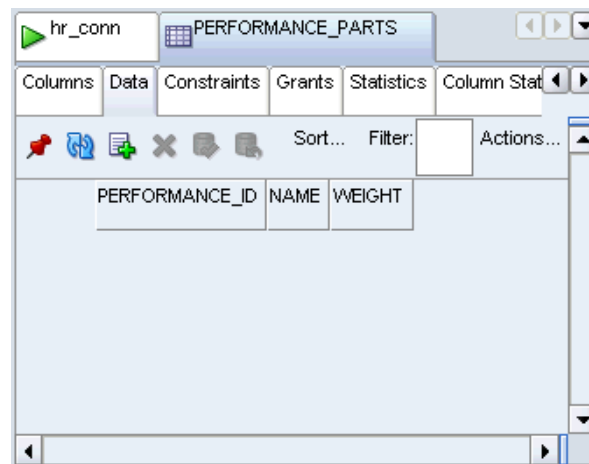 hr_conn PERFORMANCE_PARTS
Columns Data Constraints Grants Statistics Column Stat
Sort... Filter: Actions...
PERFORMANCE_ID NAME WEIGHT